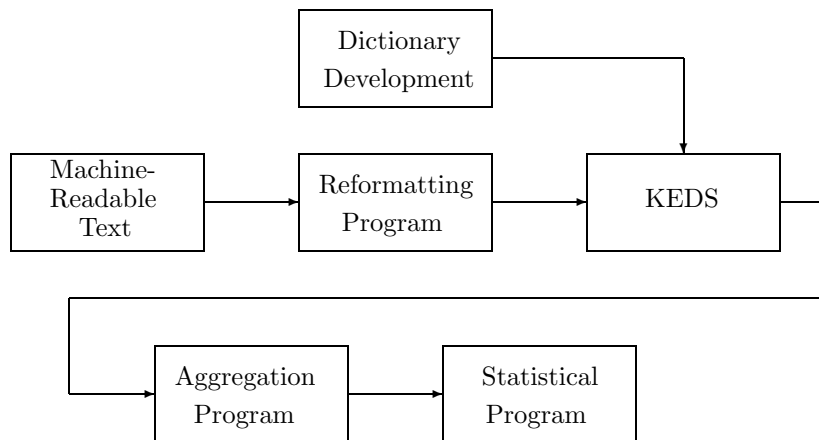 Dictionary
Development
Machine-
Readable
Text
Reformatting
Program
KEDS
Aggregation
Program
Statistical
Program